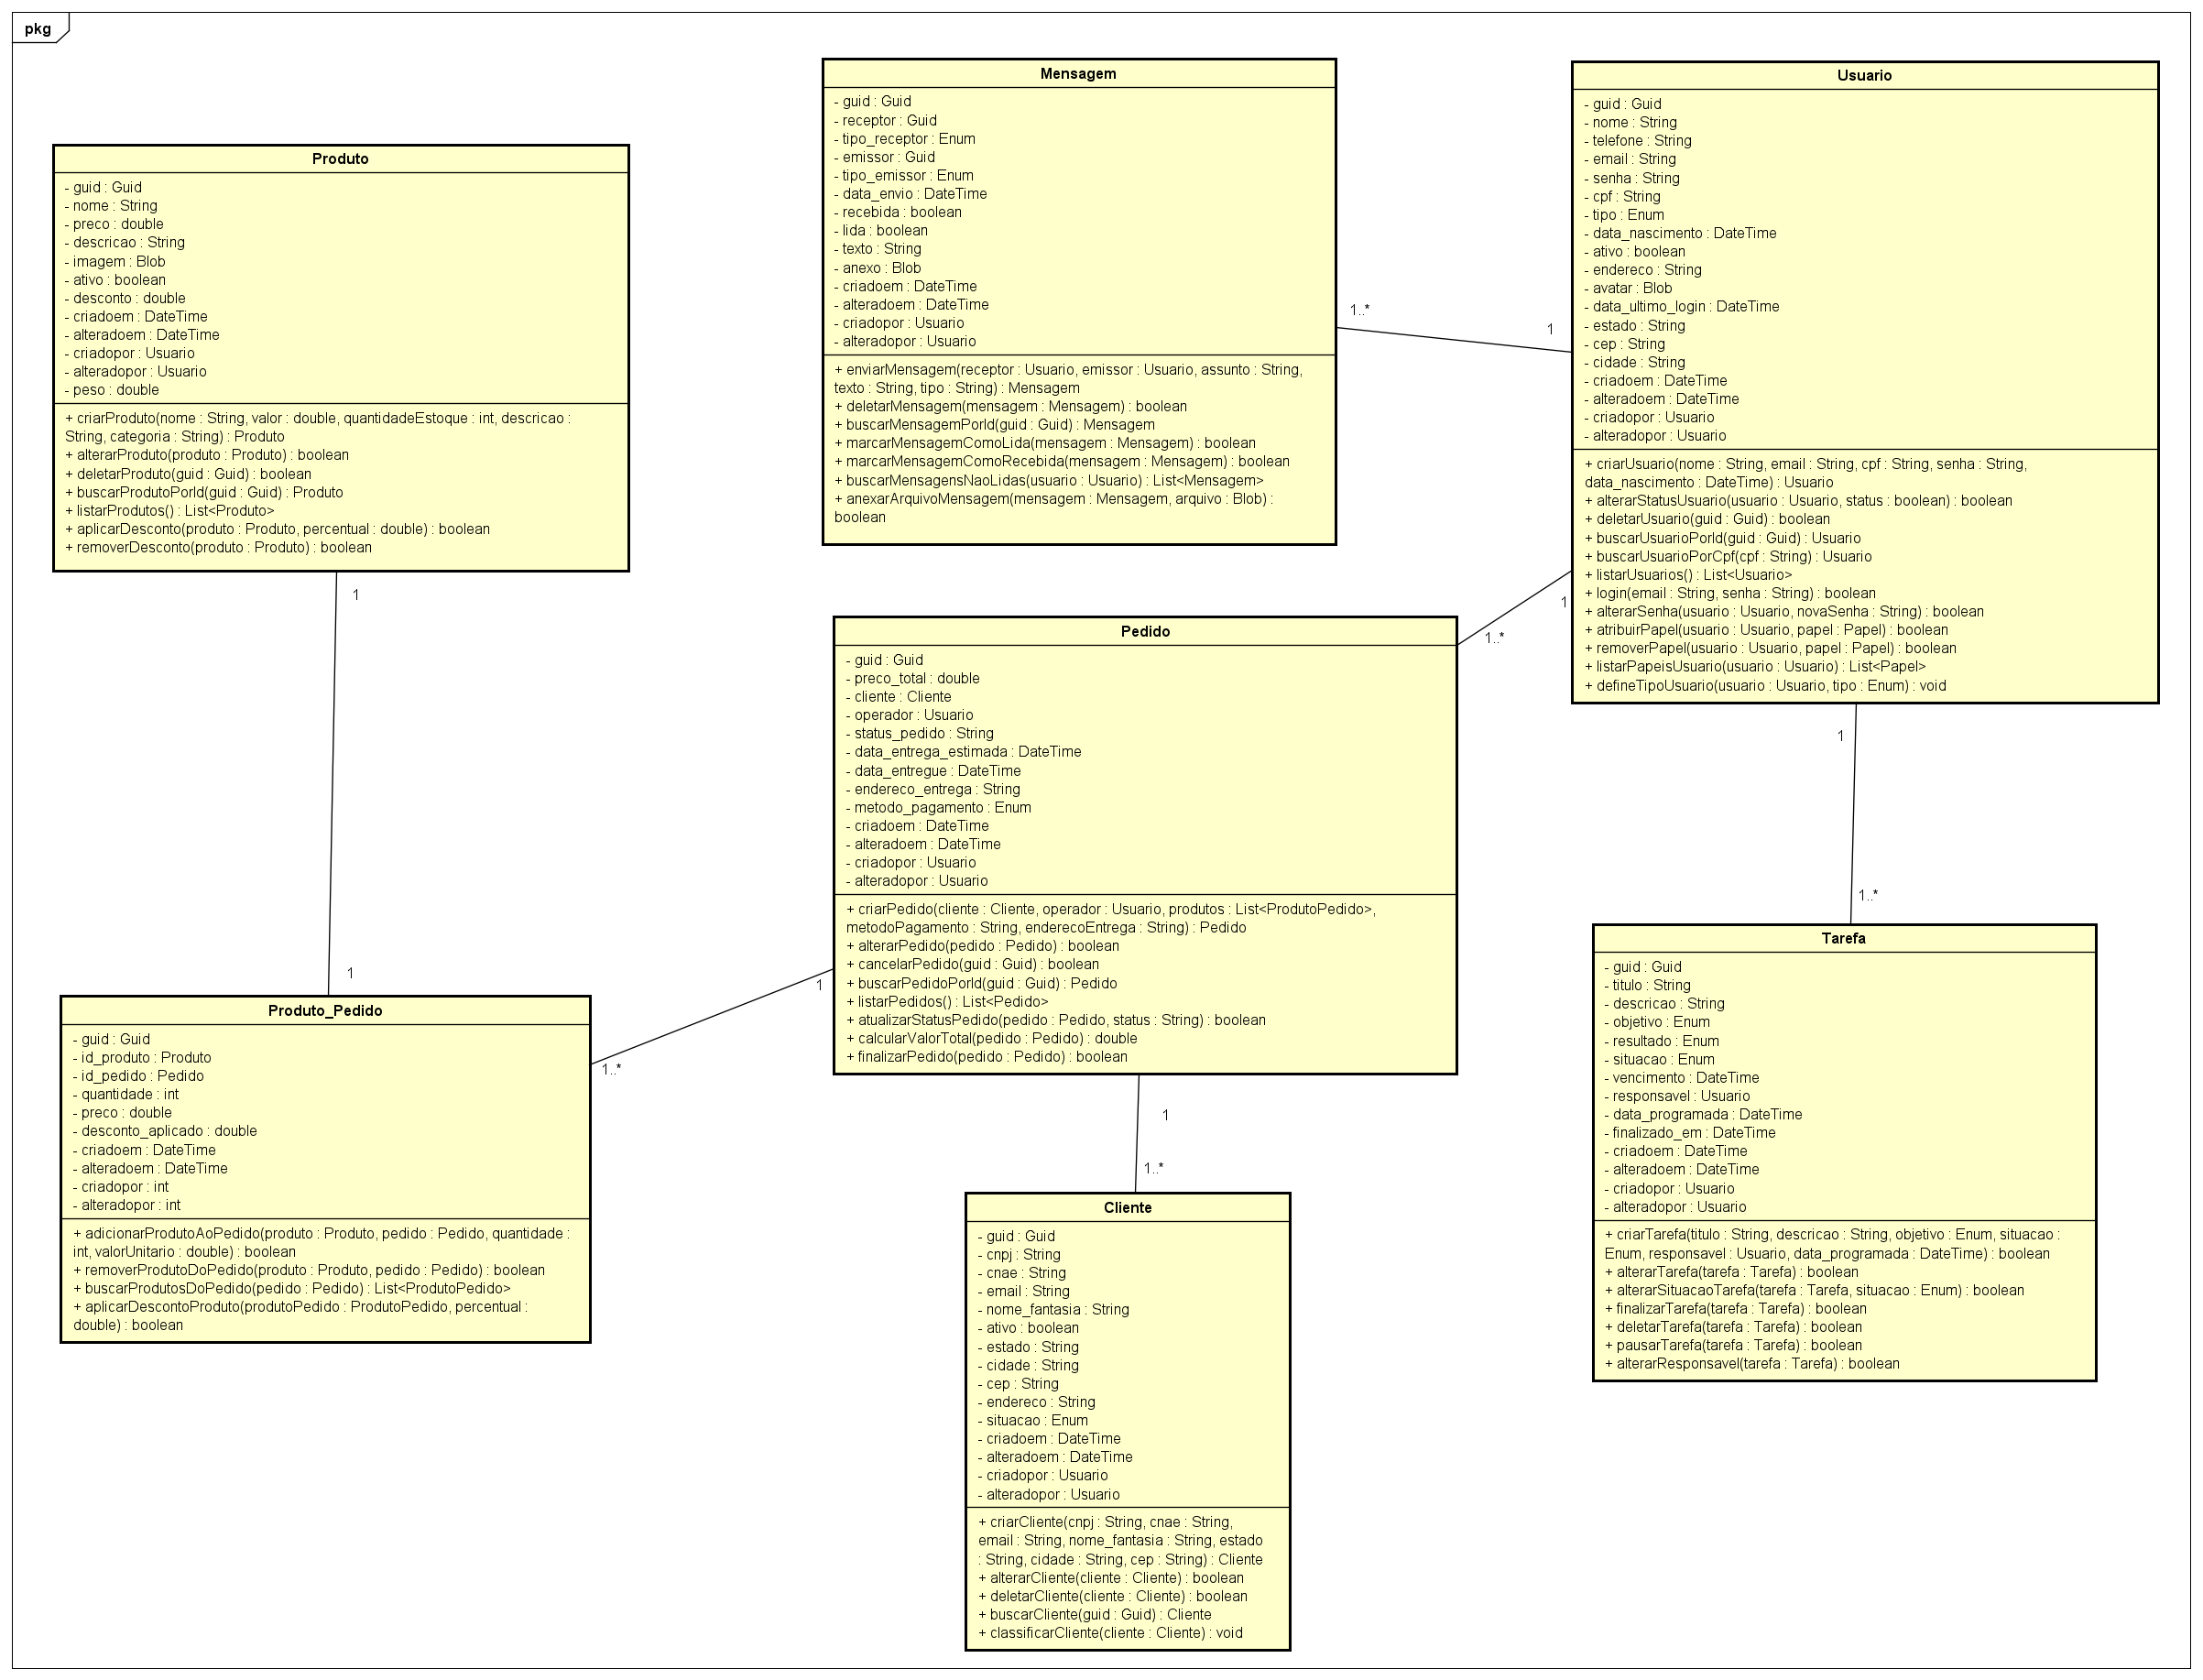 pkg
Mensagem
- guid : Guid
- receptor : Guid
- tipo_receptor : Enum
- emissor : Guid
- tipo_emissor : Enum
- data_envio : DateTime
- recebida : boolean
- lida : boolean
- texto : String
- anexo : Blob
- criadoem : DateTime
- alteradoem : DateTime
- criadopor : Usuario
- alteradopor : Usuario
+ enviarMensagem(receptor : Usuario, emissor : Usuario, assunto : String,
texto : String, tipo : String) : Mensagem
+ deletarMensagem(mensagem : Mensagem) : boolean
+ buscarMensagemPorId(guid : Guid) : Mensagem
+ marcarMensagemComoLida(mensagem : Mensagem) : boolean
+ marcarMensagemComoRecebida(mensagem : Mensagem) : boolean
+ buscarMensagensNaoLidas(usuario : Usuario) : List<Mensagem>
+ anexarArquivoMensagem(mensagem : Mensagem, arquivo : Blob) :
boolean
1..*
1
Usuario
- guid : Guid
- nome : String
- telefone : String
- email : String
- senha : String
- cpf : String
- tipo : Enum
- data_nascimento : DateTime
- ativo : boolean
- endereco : String
- avatar : Blob
- data_ultimo_login : DateTime
- estado : String
- cep : String
- cidade : String
- criadoem : DateTime
- alteradoem : DateTime
- criadopor : Usuario
- alteradopor : Usuario
+ criarUsuario(nome : String, email : String, cpf : String, senha : String,
data_nascimento : DateTime) : Usuario
+ alterarStatusUsuario(usuario : Usuario, status : boolean) : boolean
+ deletarUsuario(guid : Guid) : boolean
+ buscarUsuarioPorId(guid : Guid) : Usuario
+ buscarUsuarioPorCpf(cpf : String) : Usuario
+ listarUsuarios() : List<Usuario>
+ login(email : String, senha : String) : boolean
+ alterarSenha(usuario : Usuario, novaSenha : String) : boolean
+ atribuirPapel(usuario : Usuario, papel : Papel) : boolean
+ removerPapel(usuario : Usuario, papel : Papel) : boolean
+ listarPapeisUsuario(usuario : Usuario) : List<Papel>
+ defineTipoUsuario(usuario : Usuario, tipo : Enum) : void
1
1..*
1
1..*
Produto
- guid : Guid
- nome : String
- preco : double
- descricao : String
- imagem : Blob
- ativo : boolean
- desconto : double
- criadoem : DateTime
- alteradoem : DateTime
- criadopor : Usuario
- alteradopor : Usuario
- peso : double
+ criarProduto(nome : String, valor : double, quantidadeEstoque : int, descricao :
String, categoria : String) : Produto
+ alterarProduto(produto : Produto) : boolean
+ deletarProduto(guid : Guid) : boolean
+ buscarProdutoPorId(guid : Guid) : Produto
+ listarProdutos() : List<Produto>
+ aplicarDesconto(produto : Produto, percentual : double) : boolean
+ removerDesconto(produto : Produto) : boolean
1
1
Pedido
- guid : Guid
- preco_total : double
- cliente : Cliente
- operador : Usuario
- status_pedido : String
- data_entrega_estimada : DateTime
- data_entregue : DateTime
- endereco_entrega : String
- metodo_pagamento : Enum
- criadoem : DateTime
- alteradoem : DateTime
- criadopor : Usuario
- alteradopor : Usuario
+ criarPedido(cliente : Cliente, operador : Usuario, produtos : List<ProdutoPedido>,
metodoPagamento : String, enderecoEntrega : String) : Pedido
+ alterarPedido(pedido : Pedido) : boolean
+ cancelarPedido(guid : Guid) : boolean
+ buscarPedidoPorId(guid : Guid) : Pedido
+ listarPedidos() : List<Pedido>
+ atualizarStatusPedido(pedido : Pedido, status : String) : boolean
+ calcularValorTotal(pedido : Pedido) : double
+ finalizarPedido(pedido : Pedido) : boolean
1
1..*
1
1..*
Produto_Pedido
- guid : Guid
- id_produto : Produto
- id_pedido : Pedido
- quantidade : int
- preco : double
- desconto_aplicado : double
- criadoem : DateTime
- alteradoem : DateTime
- criadopor : int
- alteradopor : int
+ adicionarProdutoAoPedido(produto : Produto, pedido : Pedido, quantidade :
int, valorUnitario : double) : boolean
+ removerProdutoDoPedido(produto : Produto, pedido : Pedido) : boolean
+ buscarProdutosDoPedido(pedido : Pedido) : List<ProdutoPedido>
+ aplicarDescontoProduto(produtoPedido : ProdutoPedido, percentual :
double) : boolean
Tarefa
- guid : Guid
- titulo : String
- descricao : String
- objetivo : Enum
- resultado : Enum
- situacao : Enum
- vencimento : DateTime
- responsavel : Usuario
- data_programada : DateTime
- finalizado_em : DateTime
- criadoem : DateTime
- alteradoem : DateTime
- criadopor : Usuario
- alteradopor : Usuario
+ criarTarefa(titulo : String, descricao : String, objetivo : Enum, situacao :
Enum, responsavel : Usuario, data_programada : DateTime) : boolean
+ alterarTarefa(tarefa : Tarefa) : boolean
+ alterarSituacaoTarefa(tarefa : Tarefa, situacao : Enum) : boolean
+ finalizarTarefa(tarefa : Tarefa) : boolean
+ deletarTarefa(tarefa : Tarefa) : boolean
+ pausarTarefa(tarefa : Tarefa) : boolean
+ alterarResponsavel(tarefa : Tarefa) : boolean
Cliente
- guid : Guid
- cnpj : String
- cnae : String
- email : String
- nome_fantasia : String
- ativo : boolean
- estado : String
- cidade : String
- cep : String
- endereco : String
- situacao : Enum
- criadoem : DateTime
- alteradoem : DateTime
- criadopor : Usuario
- alteradopor : Usuario
+ criarCliente(cnpj : String, cnae : String,
email : String, nome_fantasia : String, estado
: String, cidade : String, cep : String) : Cliente
+ alterarCliente(cliente : Cliente) : boolean
+ deletarCliente(cliente : Cliente) : boolean
+ buscarCliente(guid : Guid) : Cliente
+ classificarCliente(cliente : Cliente) : void